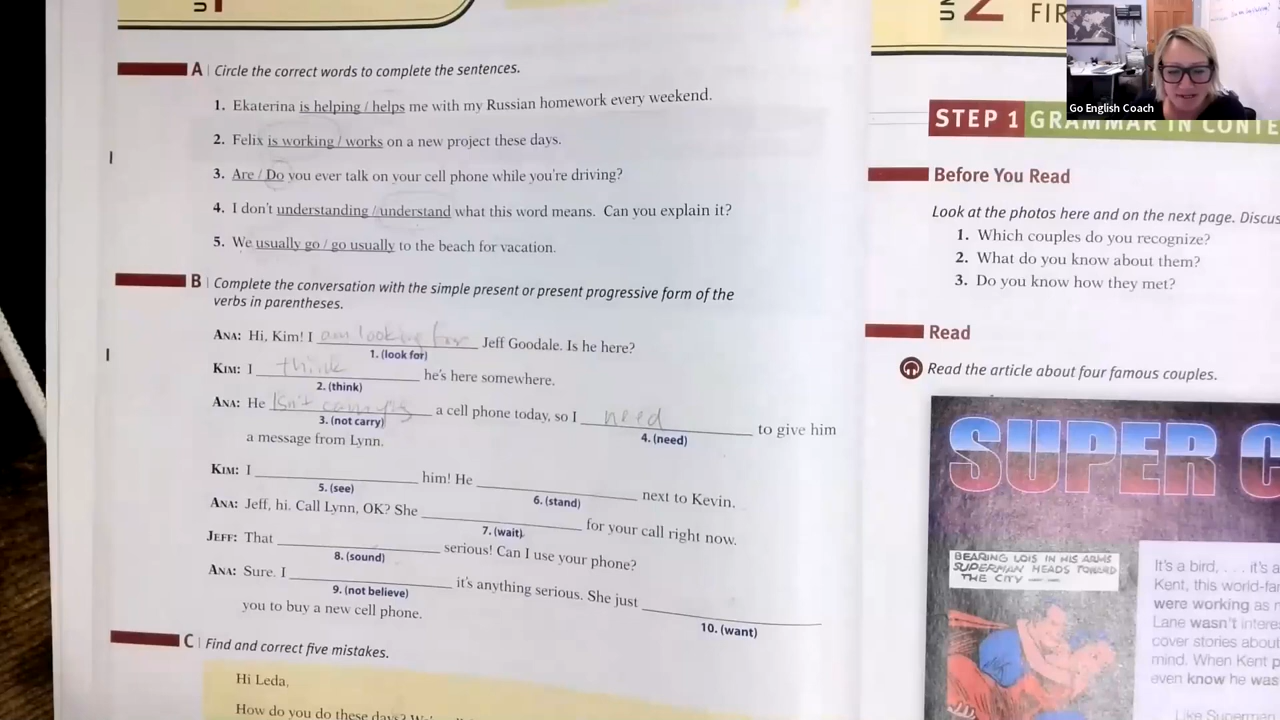 A Circle the correct words to complete the sentences.
1. Ekaterina is helping / helps me with my Russian homework every weekend.
2. Felix is working / works on a new project these days.
3. Are / Do you ever talk on your cell phone while you're driving?
4. I don't understanding / understand what this word means. Can you explain it?
5. We usually go / go usually to the beach for vacation.
B Complete the conversation with the simple present or present progressive form of the
verbs in parentheses.
ANA: Hi, Kim! I am looking for Jeff Goodale. Is he here?
1. (look for)
KIM: I think he's here somewhere.
2. (think)
ANA: He isn't carrying a cell phone today, so I need to give him
3. (not carry) 4. (need)
a message from Lynn.
KIM: I him! He next to Kevin.
5. (see) 6. (stand)
ANA: Jeff, hi. Call Lynn, OK? She for your call right now.
7. (wait)
JEFF: That serious! Can I use your phone?
8. (sound)
ANA: Sure. I it's anything serious. She just
9. (not believe) 10. (want)
you to buy a new cell phone.
C Find and correct five mistakes.
Hi Leda,
How do you do these days?
2 FIR
Go English Coach
STEP 1 GRAMMAR IN CONTE
Before You Read
Look at the photos here and on the next page. Discus
1. Which couples do you recognize?
2. What do you know about them?
3. Do you know how they met?
Read
Read the article about four famous couples.
SUPER C
BEARING LOIS IN HIS ARMS
SUPERMAN HEADS TOWARD
THE CITY
It's a bird, . . . it's a
Kent, this world-fa
were working as r
Lane wasn't intere
cover stories about
mind. When Kent p
even know he was
Like Superman